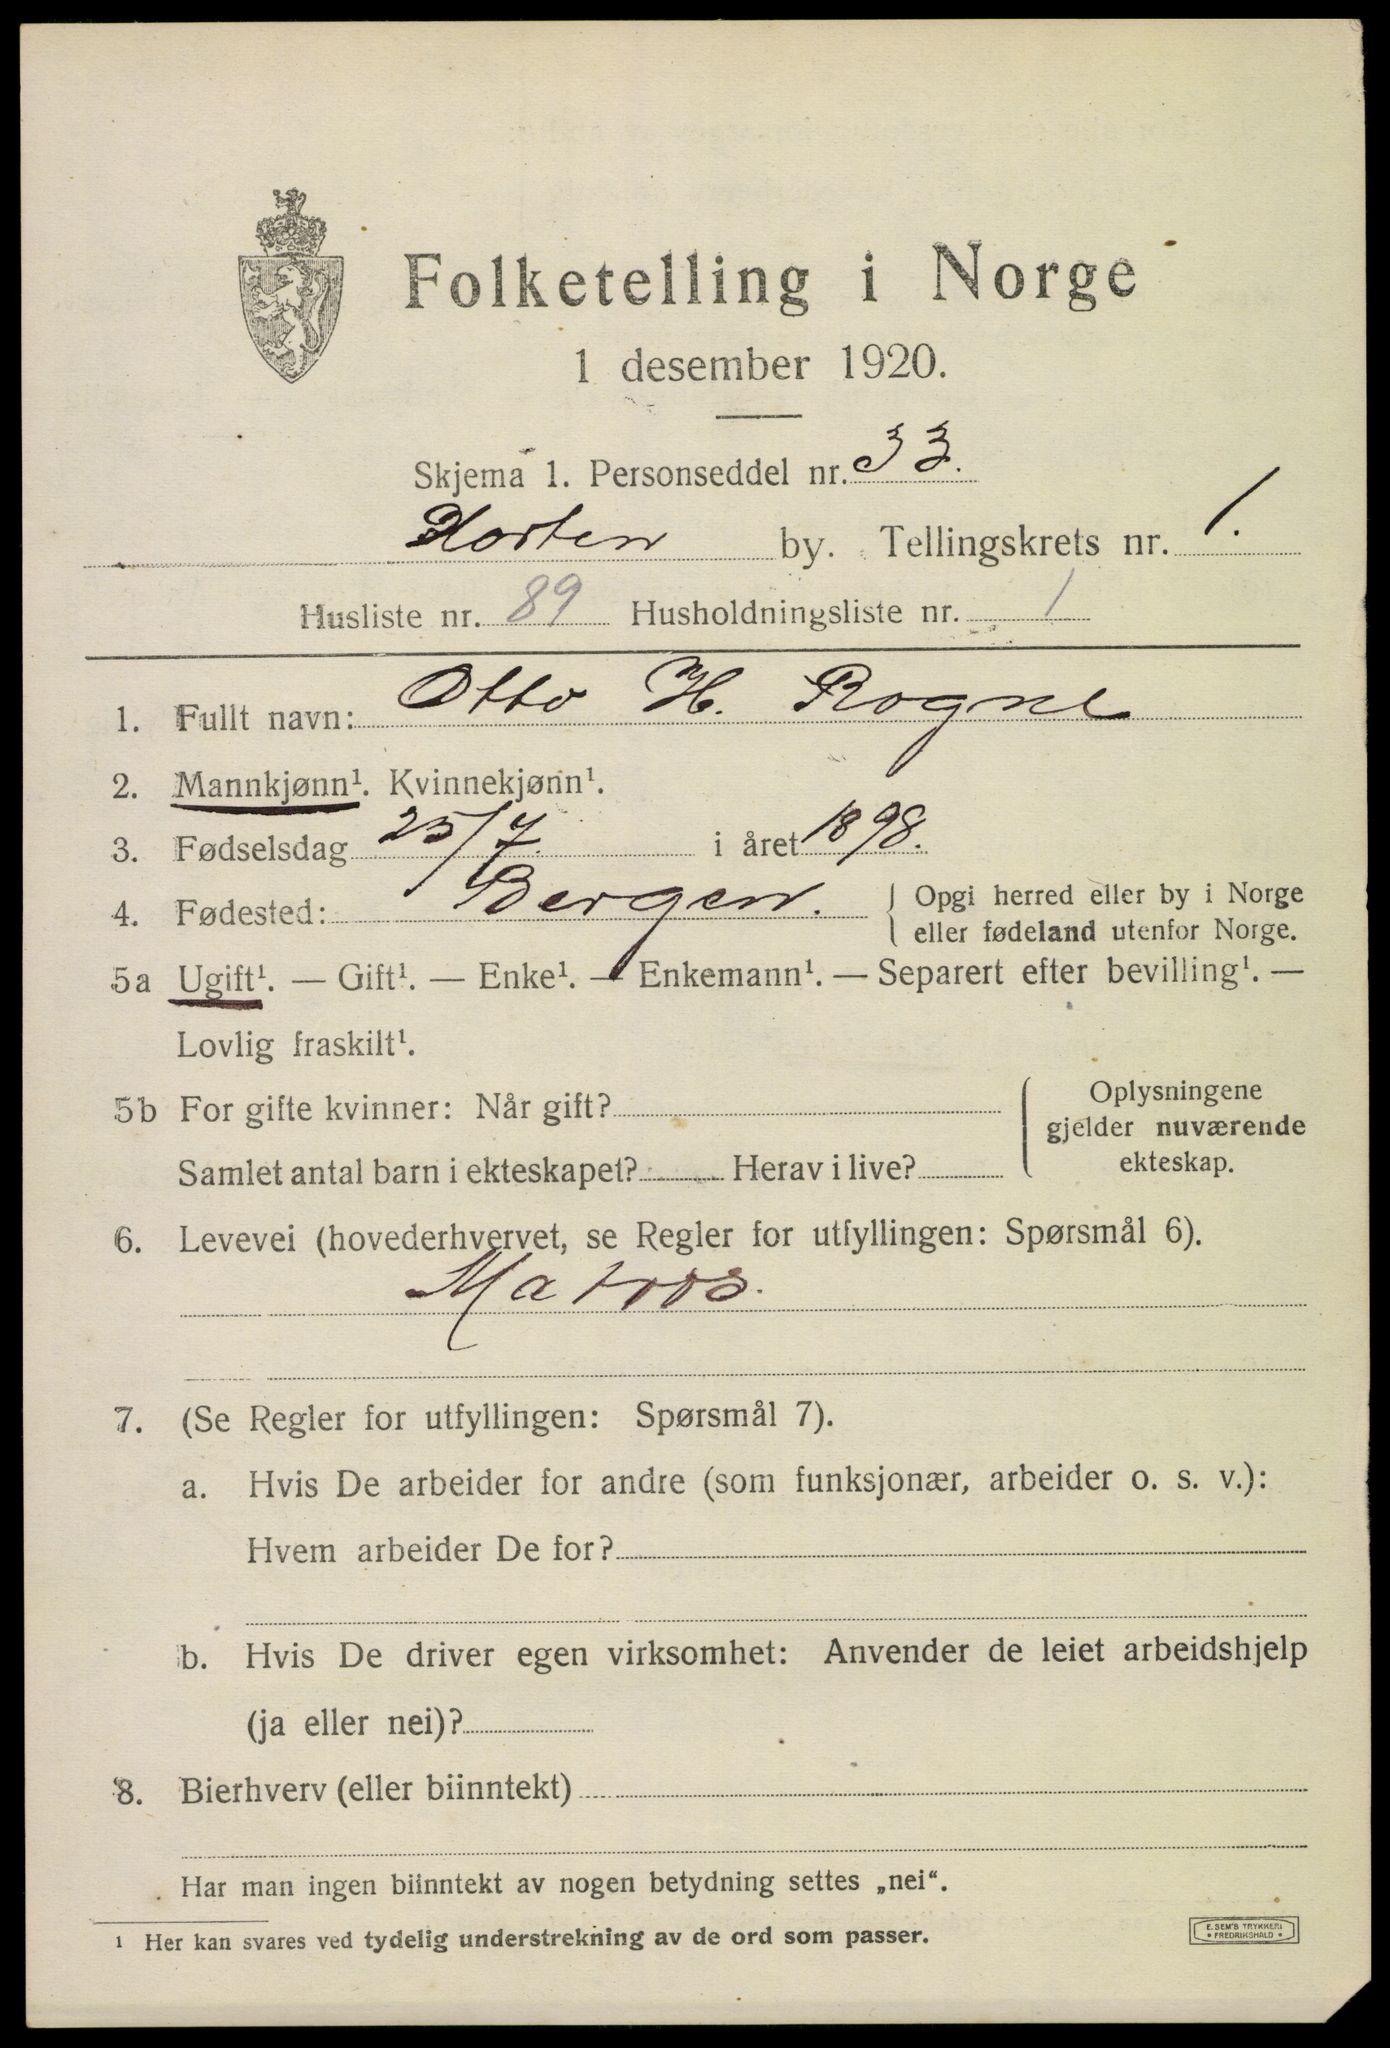 Folketelling i Norge
1 desember 1920.
Skjema 1. Personseddel nr. 33.
Horten by. Tellingskrets nr. 1.
Husliste nr. 89 Husholdningsliste nr. 1
1. Fullt navn: Otto H. Rogne
2. Mannkjønn¹. Kvinnekjønn¹.
3. Fødselsdag 25/7. i året 1898.
4. Fødested: Bergen. { Opgi herred eller by i Norge
eller fødeland utenfor Norge.
5a Ugift¹. — Gift¹. — Enke¹. — Enkemann¹. — Separert efter bevilling¹. —
Lovlig fraskilt¹.
5b For gifte kvinner: Når gift?
Samlet antal barn i ekteskapet? Herav i live?
Oplysningene
gjelder nuværende
ekteskap.
6. Levevei (hovederhvervet, se Regler for utfyllingen: Spørsmål 6).
Matros.
7. (Se Regler for utfyllingen: Spørsmål 7).
a. Hvis De arbeider for andre (som funksjonær, arbeider o. s. v.):
Hvem arbeider De for?
b. Hvis De driver egen virksomhet: Anvender de leiet arbeidshjelp
(ja eller nei)?
8. Bierhverv (eller biinntekt)
Har man ingen biinntekt av nogen betydning settes „nei“.
¹ Her kan svares ved tydelig understrekning av de ord som passer.
E. SEM'S TRYKKERI
• FREDRIKSHALD •